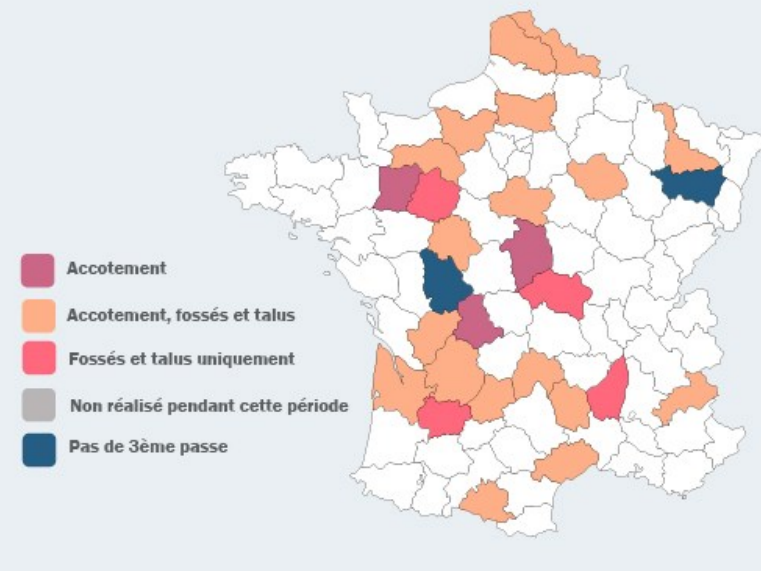 Accotement
Accotement, fossés et talus
Fossés et talus uniquement
Non réalisé pendant cette période
Pas de 3ème passe